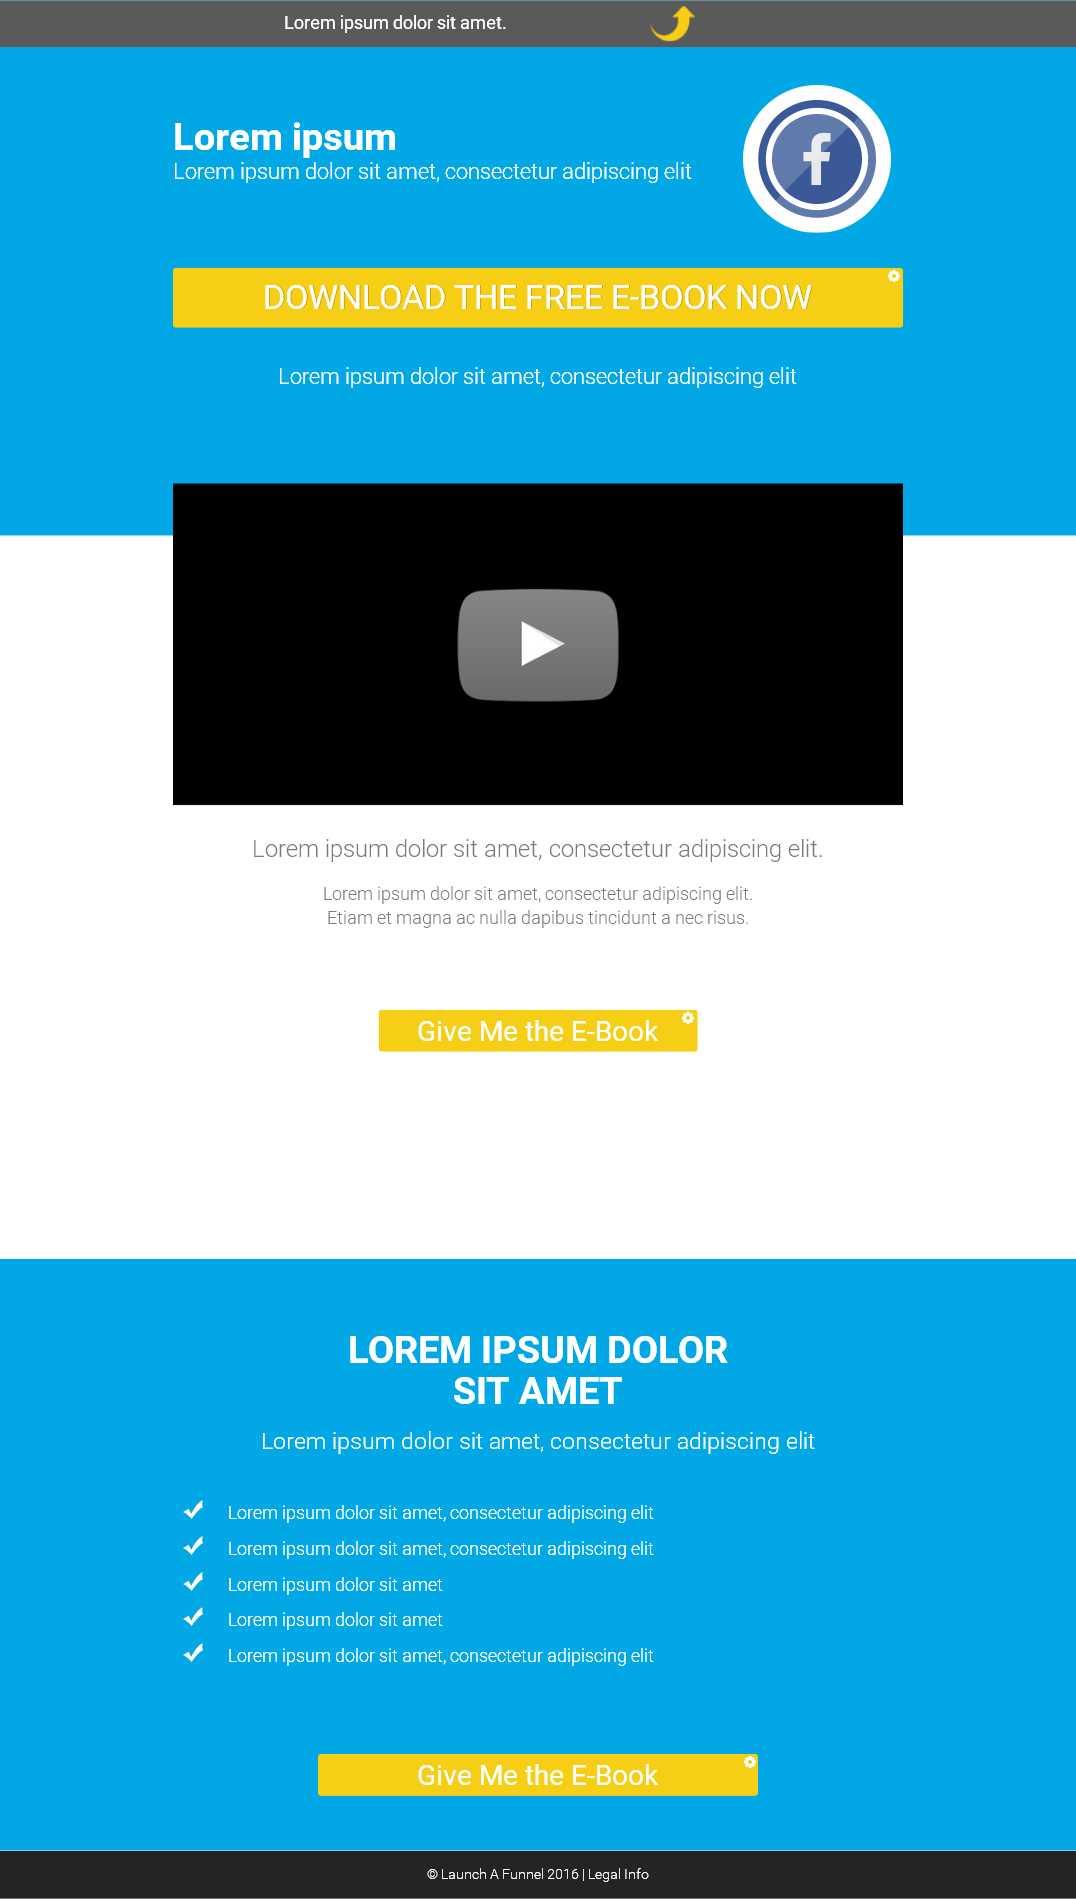 Lorem ipsum dolor sit amet.
Lorem ipsum
Lorem ipsum dolor sit amet, consectetur adipiscing elit
DOWNLOAD THE FREE E-BOOK NOW
Lorem ipsum dolor sit amet, consectetur adipiscing elit
Lorem ipsum dolor sit amet, consectetur adipiscing elit.
Lorem ipsum dolor sit amet, consectetur adipiscing elit.
Etiam et magna ac nulla dapibus tincidunt a nec risus.
Give Me the E-Book
LOREM IPSUM DOLOR
SIT AMET
Lorem ipsum dolor sit amet, consectetur adipiscing elit
Lorem ipsum dolor sit amet, consectetur adipiscing elit
Lorem ipsum dolor sit amet, consectetur adipiscing elit
Lorem ipsum dolor sit amet
Lorem ipsum dolor sit amet
Lorem ipsum dolor sit amet, consectetur adipiscing elit
Give Me the E-Book
© Launch A Funnel 2016 | Legal Info